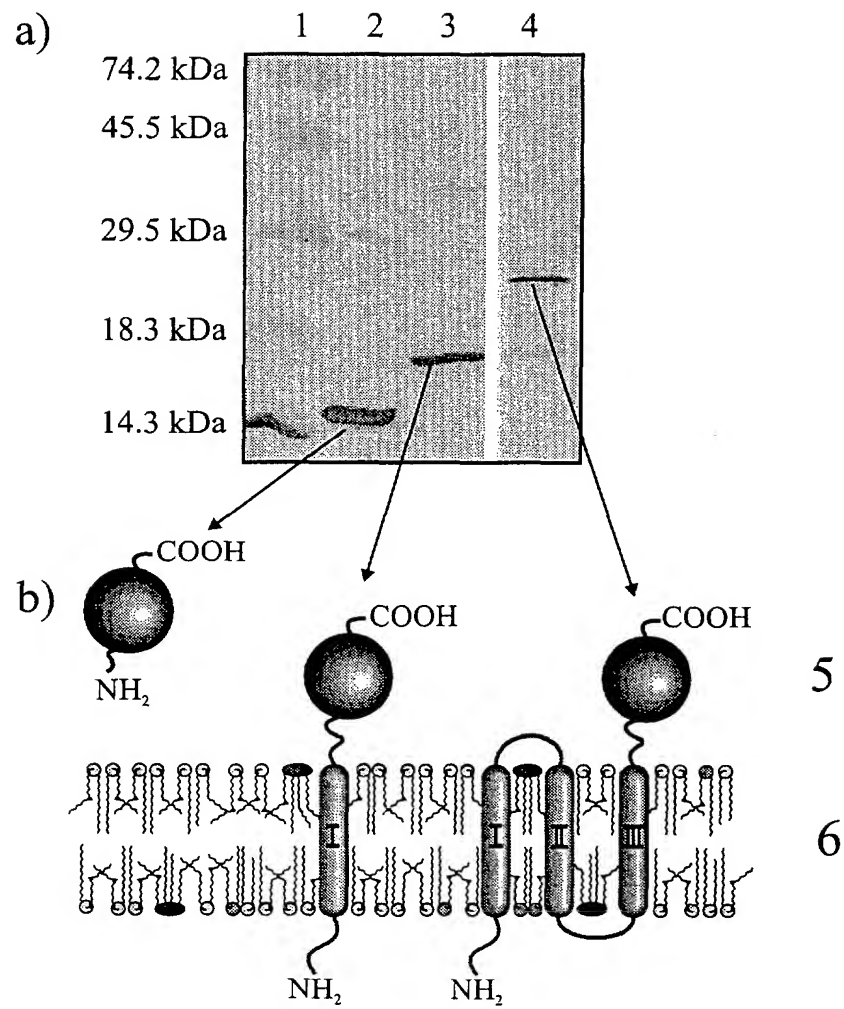 a)
1 2 3 4
74.2 kDa
45.5 kDa
29.5 kDa
18.3 kDa
14.3 kDa
b)
COOH
NH2
COOH
COOH
5
I
I II III
6
NH2
NH2